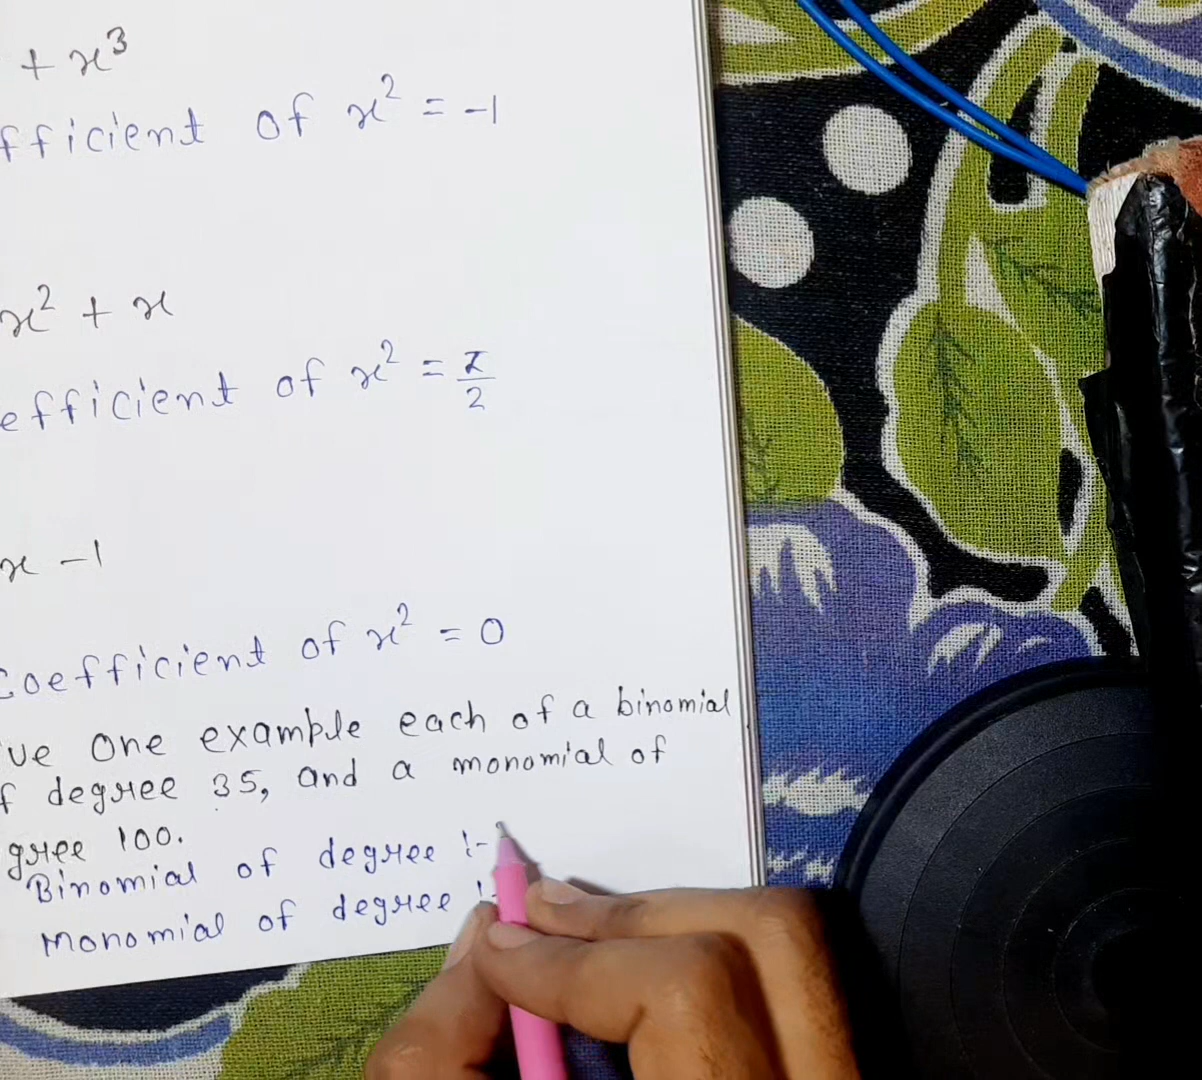 + x³
fficient of x² = -1
x² + x
efficient of x² = π/2
x - 1
Coefficient of x² = 0
ve One example each of a binomial
f degree 35, and a monomial of
gree 100.
Binomial of degree :-
Monomial of degree :-